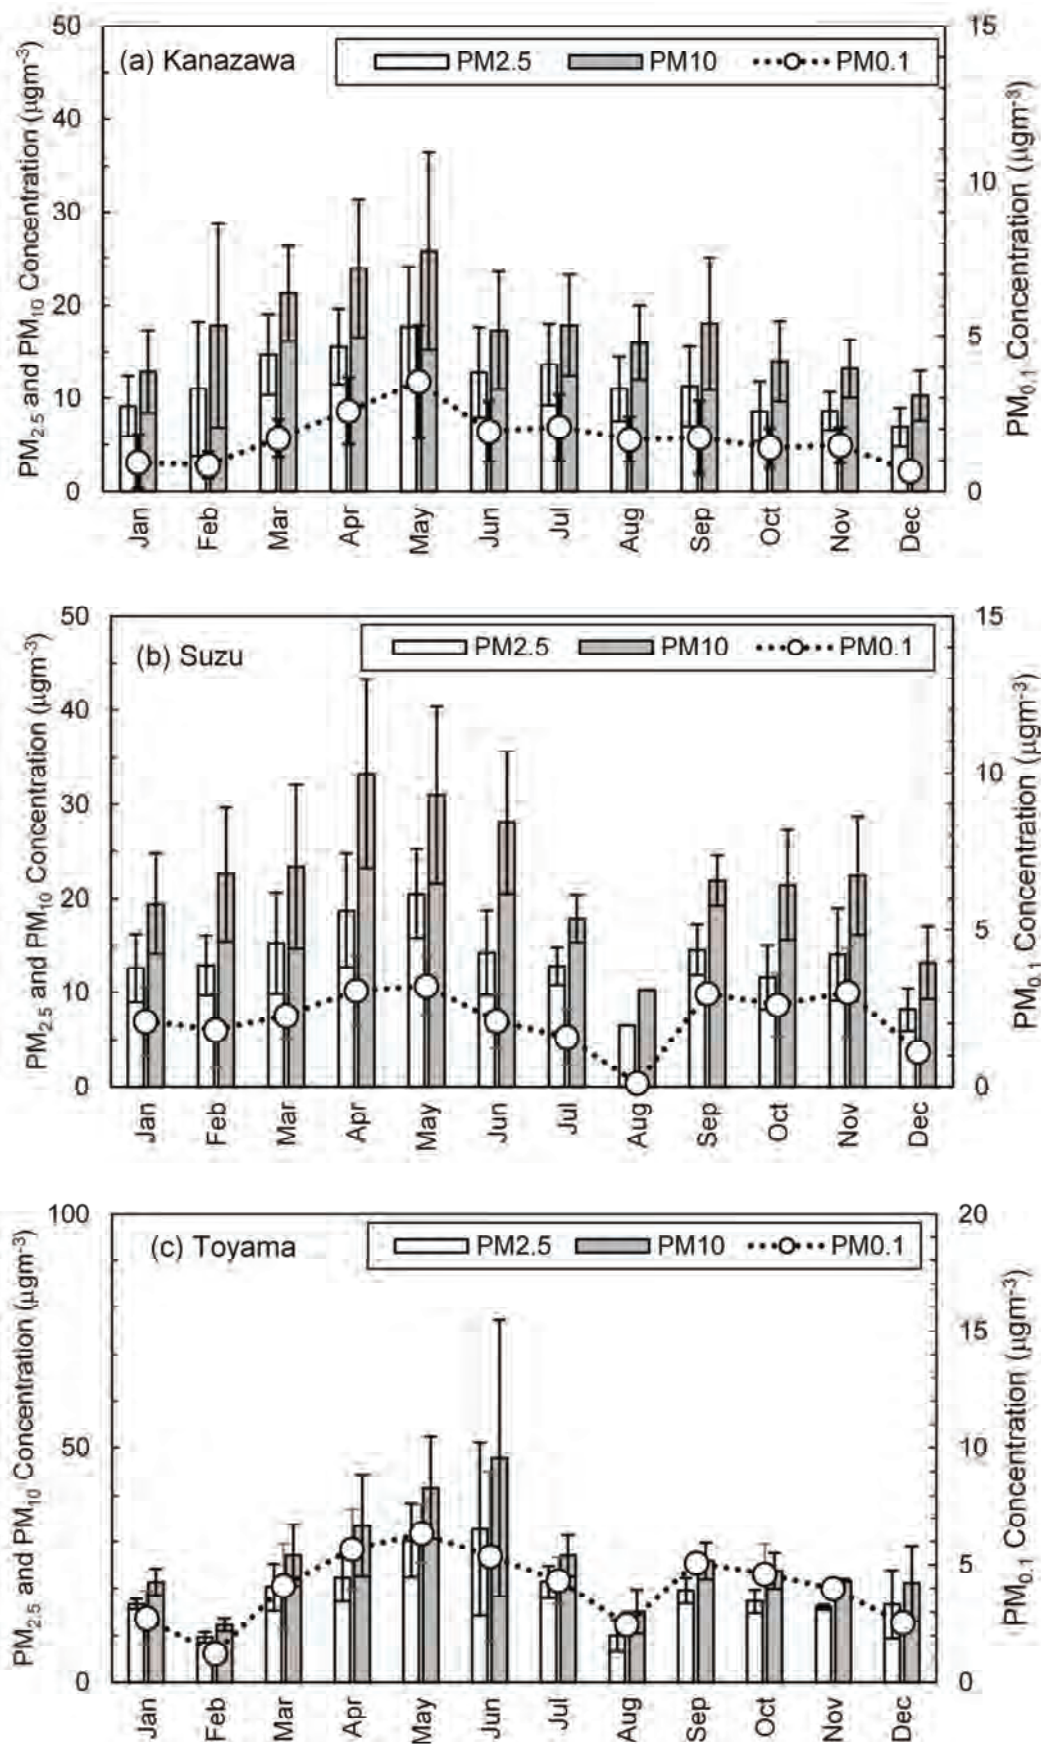 (a) Kanazawa
PM2.5 PM10 PM0.1
PM2.5 and PM10 Concentration (μgm-3)
50
40
30
20
10
0
15
10
5
0
PM0.1 Concentration (μgm-3)
Jan Feb Mar Apr May Jun Jul Aug Sep Oct Nov Dec
(b) Suzu
PM2.5 PM10 PM0.1
PM2.5 and PM10 Concentration (μgm-3)
50
40
30
20
10
0
15
10
5
0
PM0.1 Concentration (μgm-3)
Jan Feb Mar Apr May Jun Jul Aug Sep Oct Nov Dec
(c) Toyama
PM2.5 PM10 PM0.1
PM2.5 and PM10 Concentration (μgm-3)
100
50
0
20
15
10
5
0
PM0.1 Concentration (μgm-3)
Jan Feb Mar Apr May Jun Jul Aug Sep Oct Nov Dec